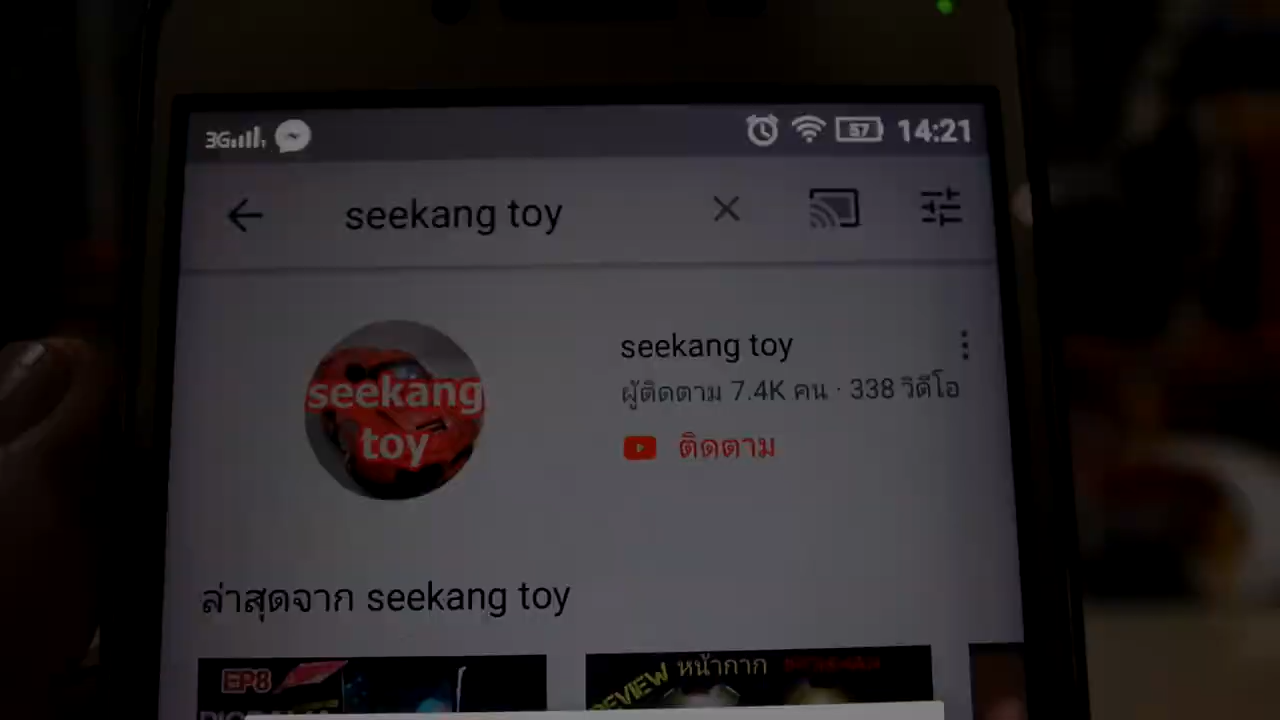 3G 57 14:21
seekang toy
seekang
toy
seekang toy
ผู้ติดตาม 7.4K คน · 338 วิดีโอ
ติดตาม
ล่าสุดจาก seekang toy
EP8
REVIEW หน้ากาก